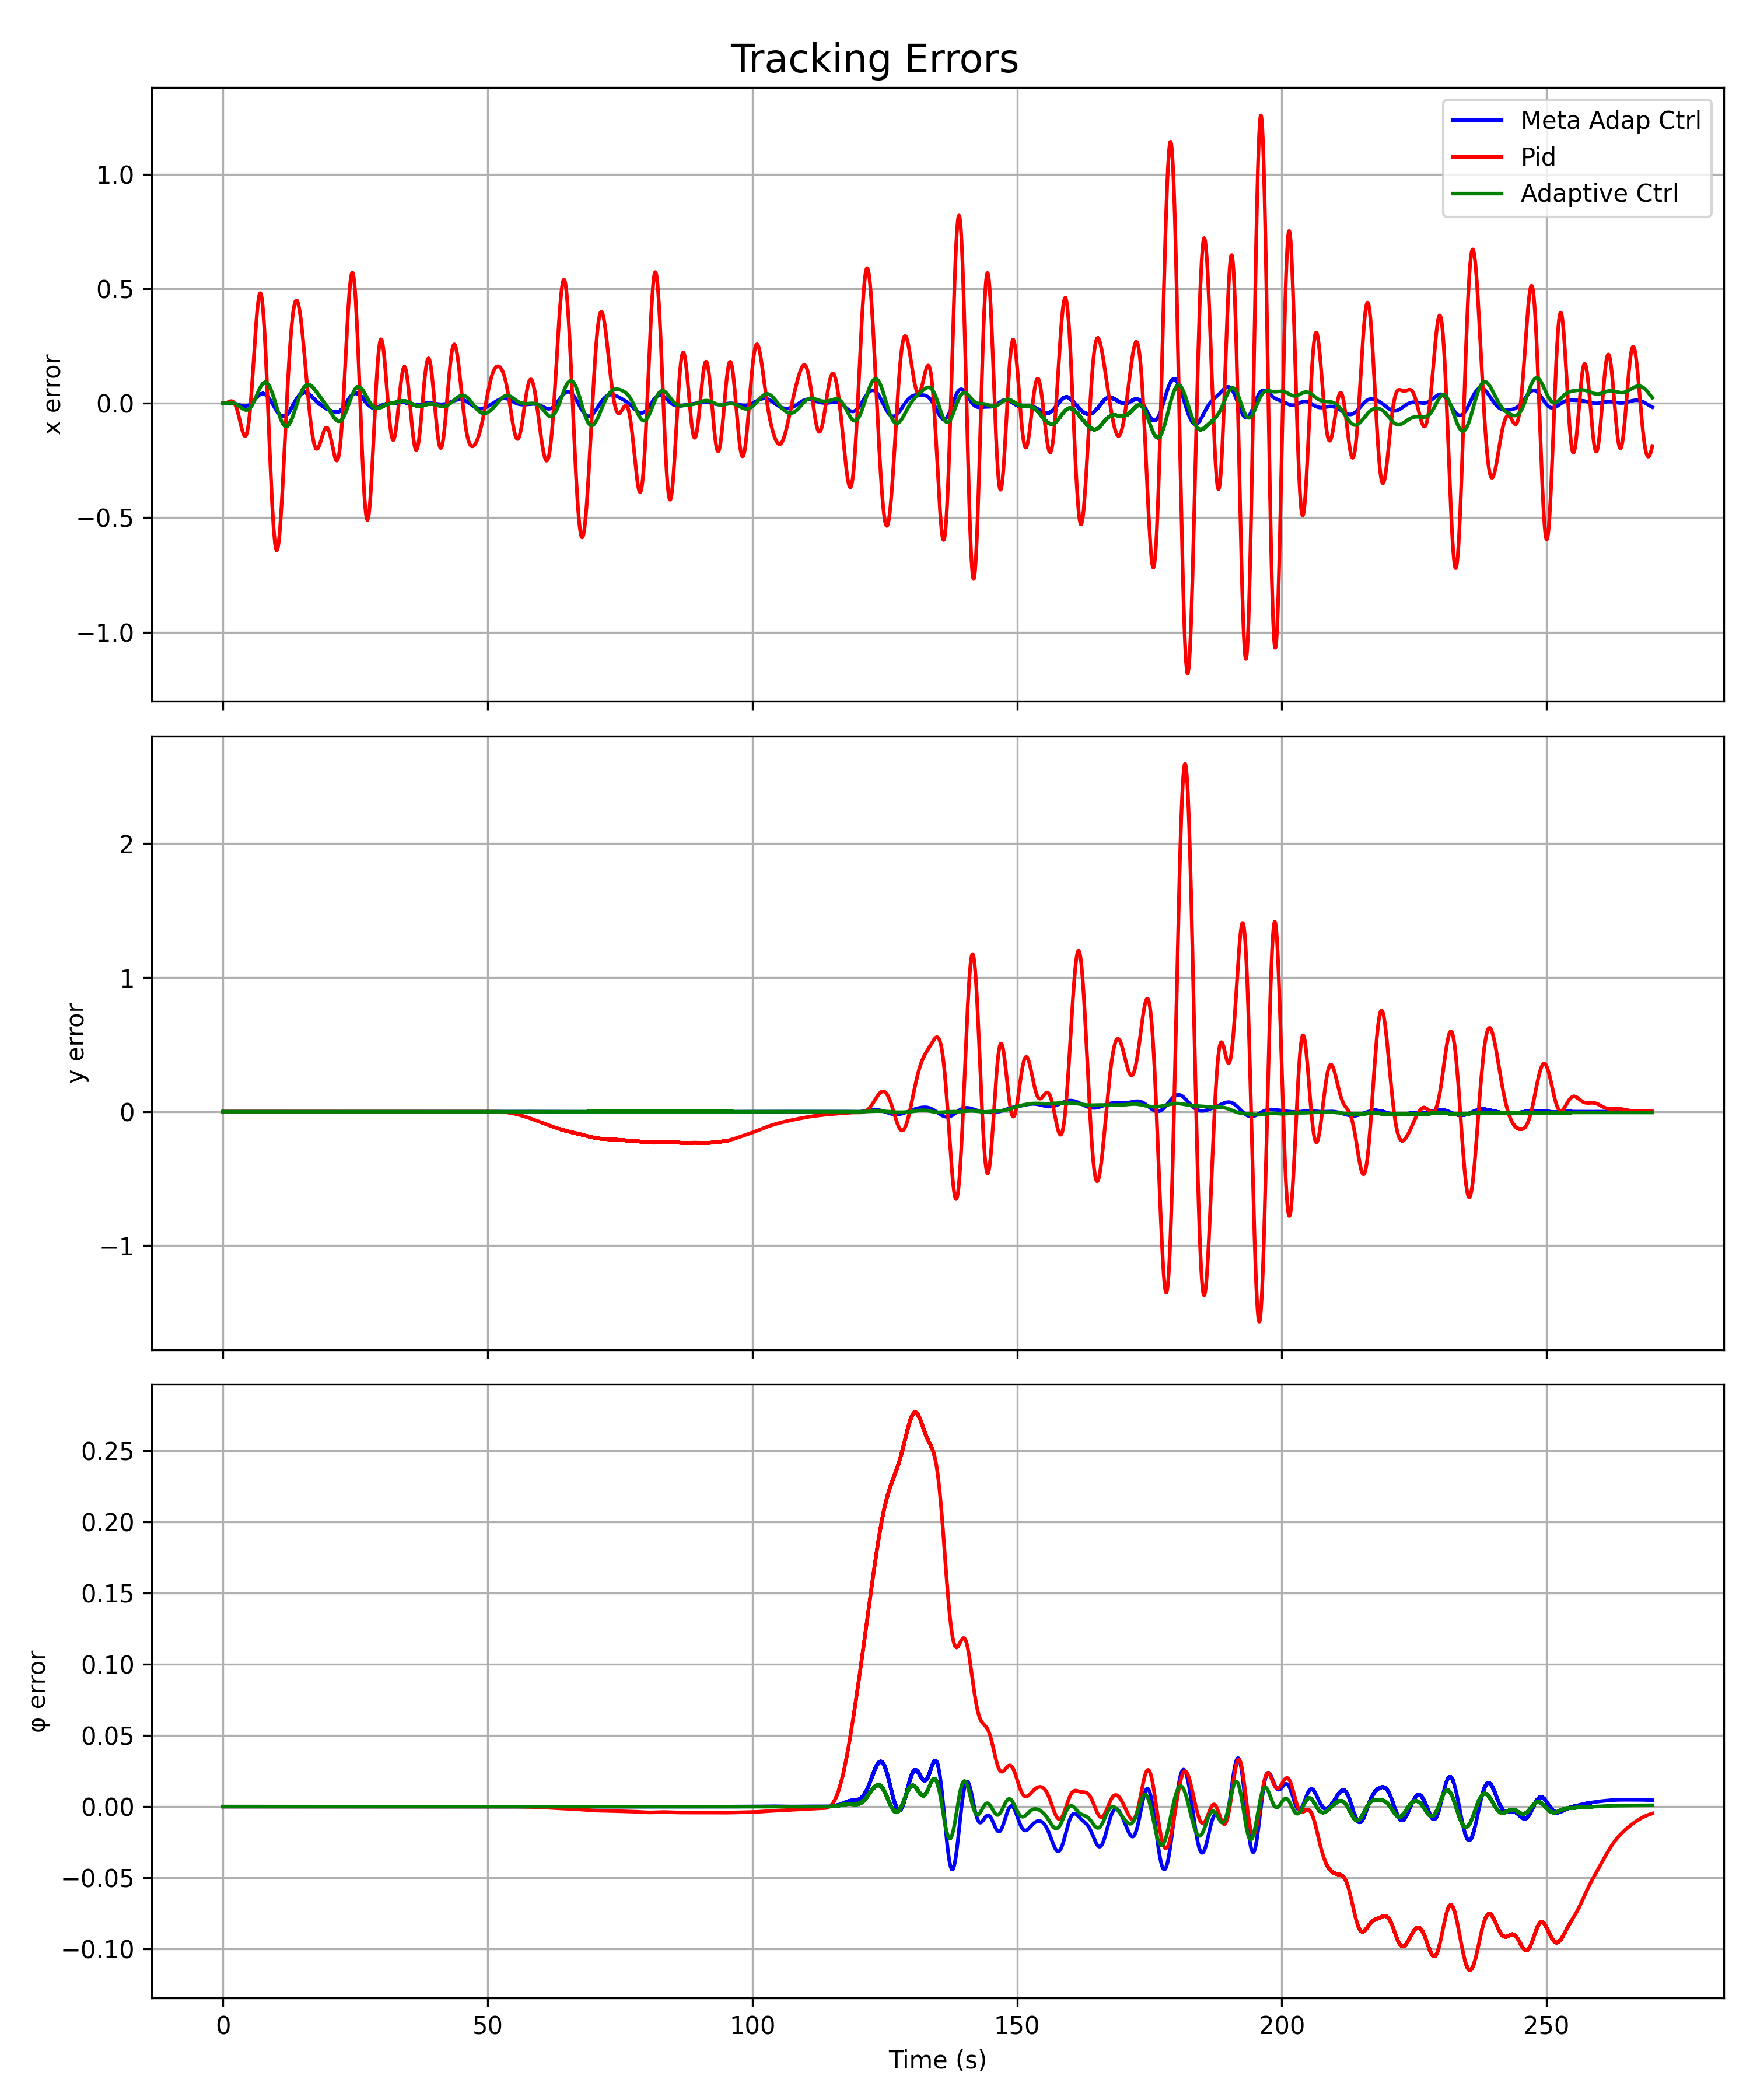 Tracking Errors
Meta Adap Ctrl
Pid
Adaptive Ctrl
x error
1.0
0.5
0.0
−0.5
−1.0
y error
2
1
0
−1
φ error
0.25
0.20
0.15
0.10
0.05
0.00
−0.05
−0.10
0 50 100 150 200 250
Time (s)